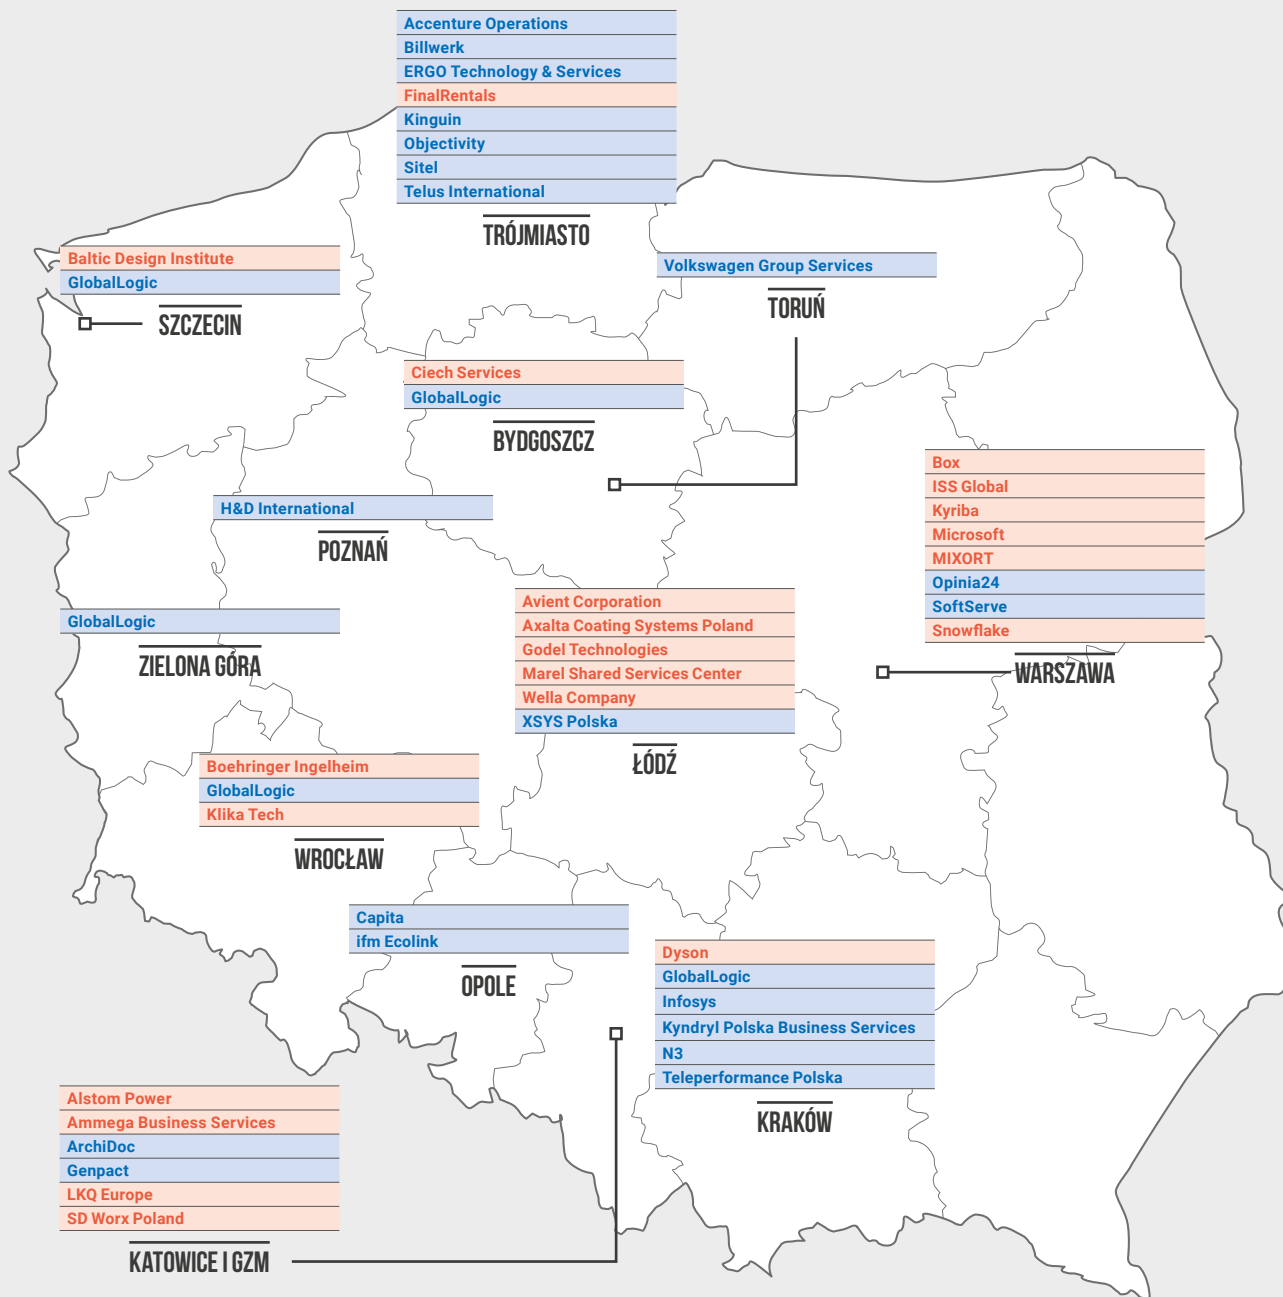 Accenture Operations
Billwerk
ERGO Technology & Services
FinalRentals
Kinguin
Objectivity
Sitel
Telus International
TRÓJMIASTO
Baltic Design Institute
GlobalLogic
SZCZECIN
Volkswagen Group Services
TORUŃ
Ciech Services
GlobalLogic
BYDGOSZCZ
H&D International
POZNAŃ
Box
ISS Global
Kyriba
Microsoft
MIXORT
Opinia24
SoftServe
Snowflake
WARSZAWA
GlobalLogic
ZIELONA GÓRA
Avient Corporation
Axalta Coating Systems Poland
Godel Technologies
Marel Shared Services Center
Wella Company
XSYS Polska
ŁÓDŹ
Boehringer Ingelheim
GlobalLogic
Klika Tech
WROCŁAW
Capita
ifm Ecolink
OPOLE
Dyson
GlobalLogic
Infosys
Kyndryl Polska Business Services
N3
Teleperformance Polska
KRAKÓW
Alstom Power
Ammega Business Services
ArchiDoc
Genpact
LKQ Europe
SD Worx Poland
KATOWICE I GZM